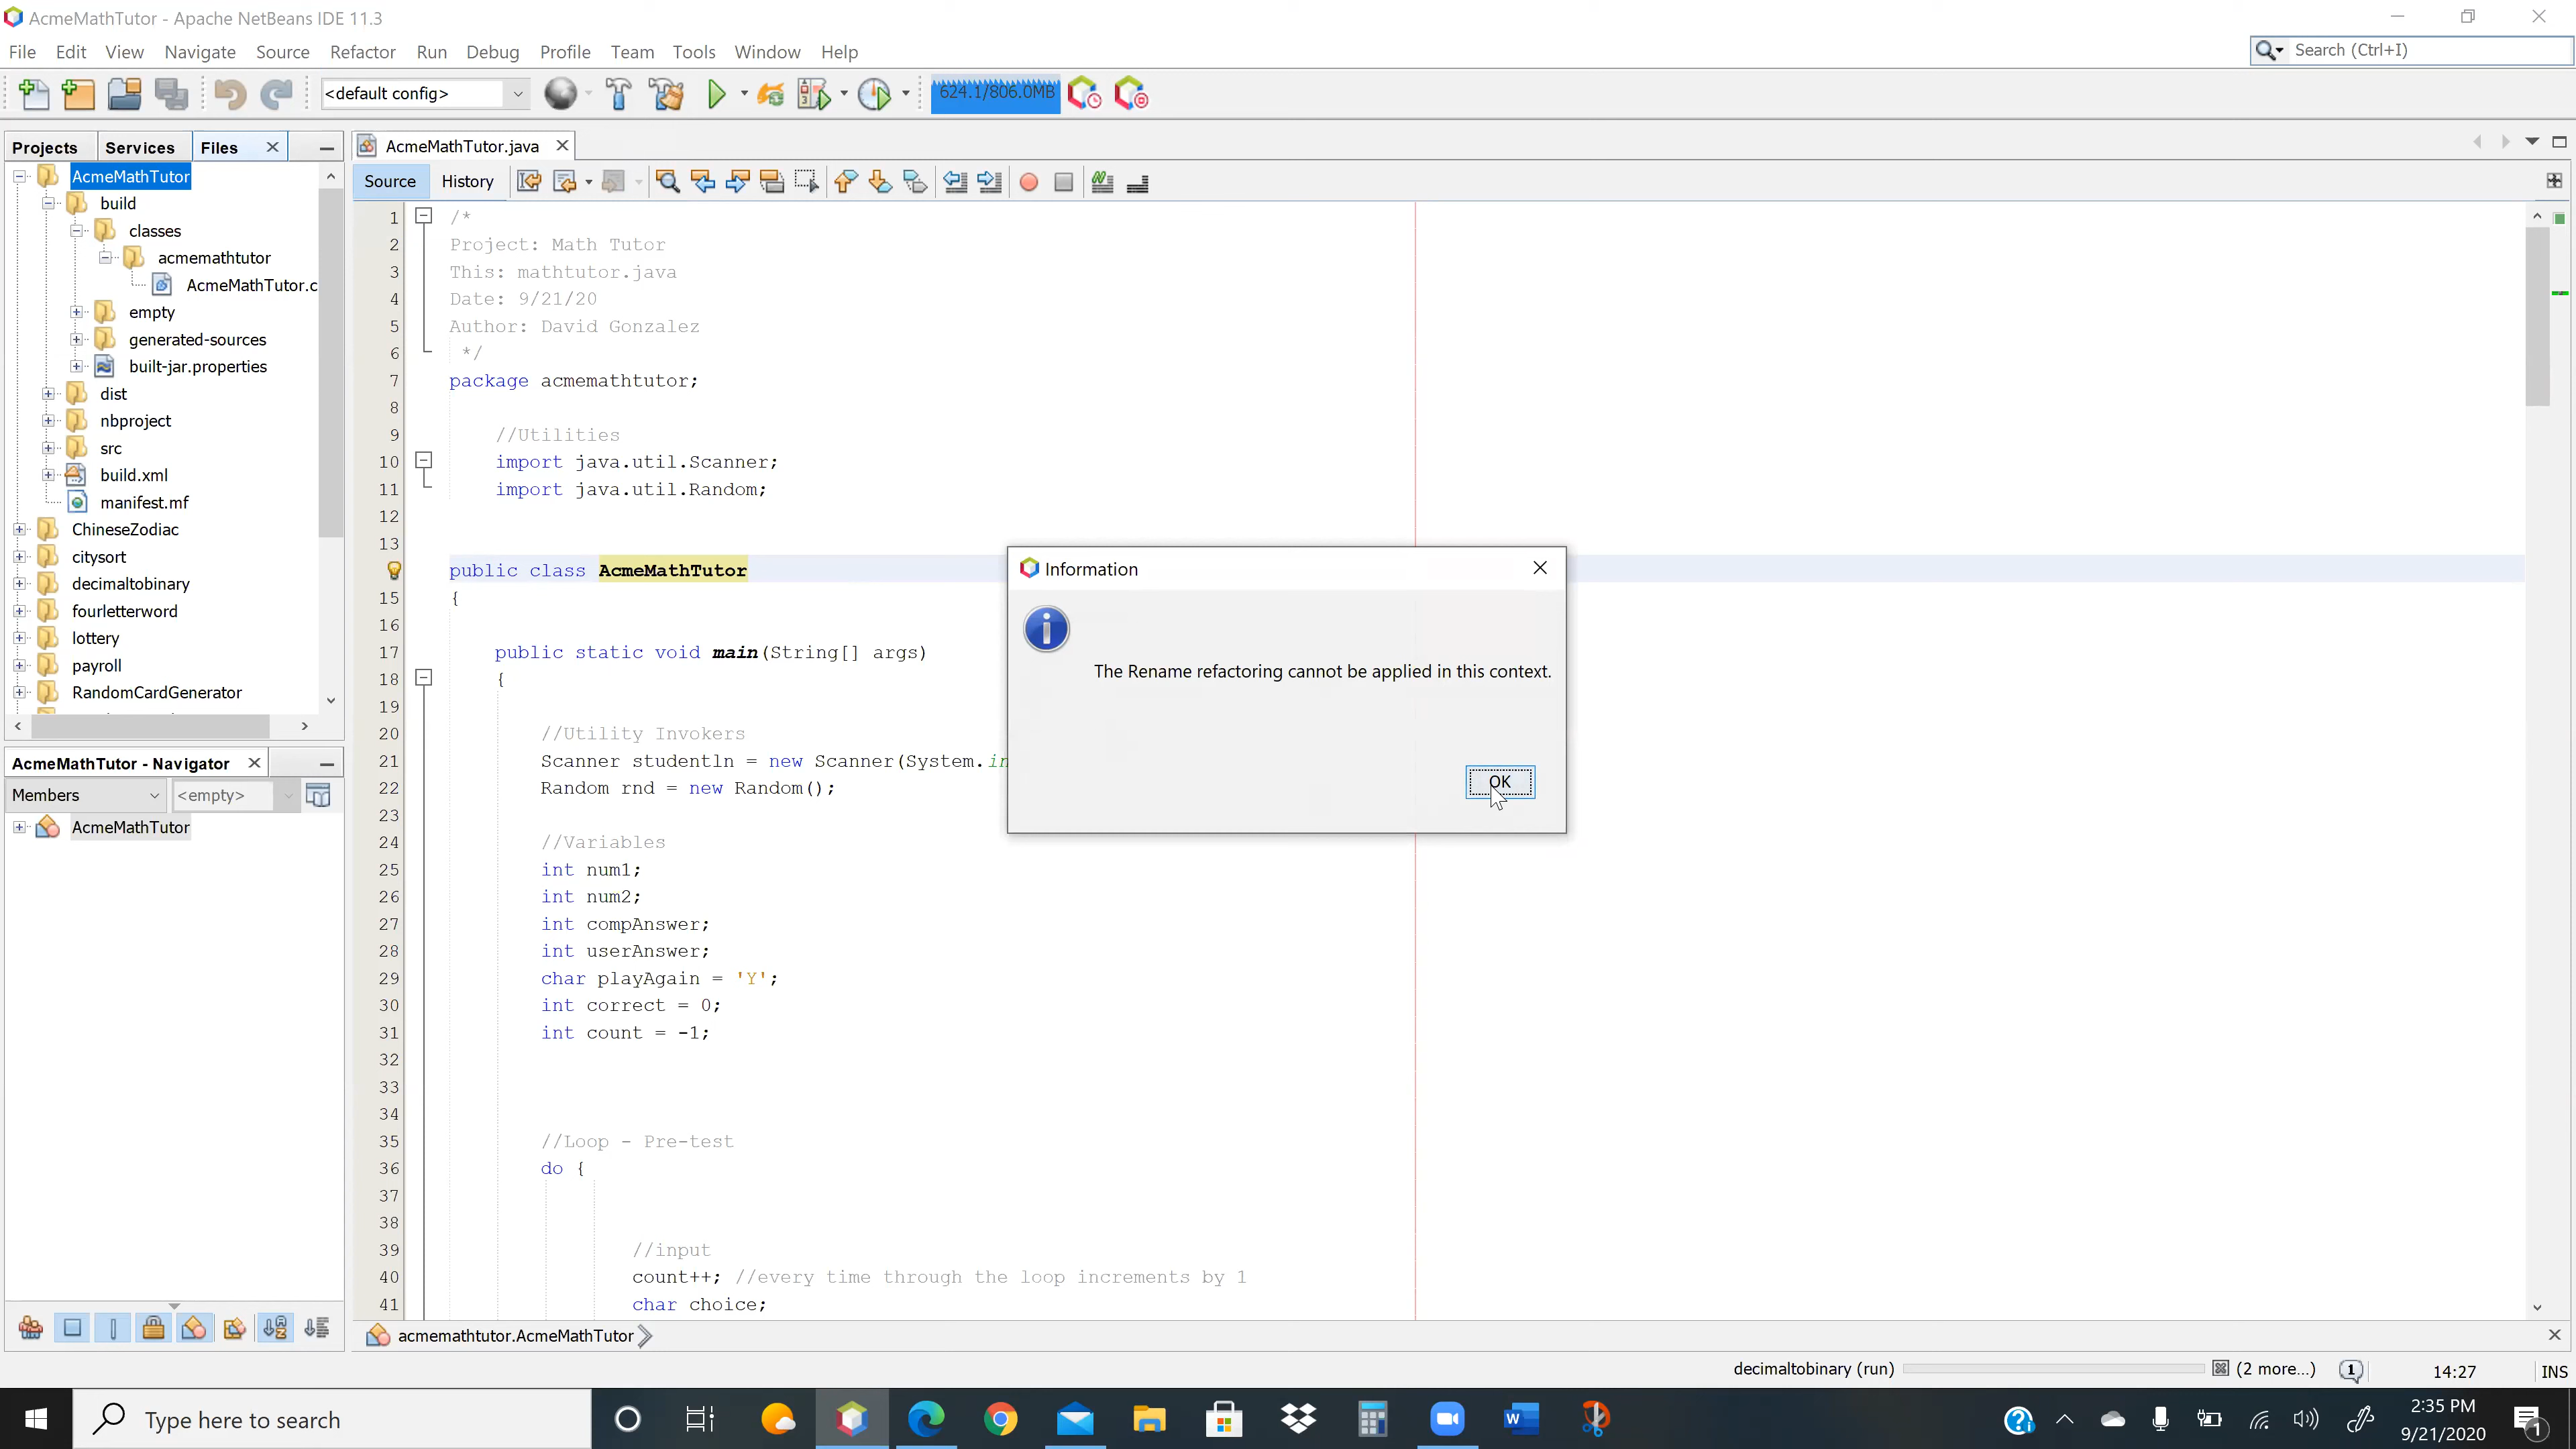 AcmeMathTutor - Apache NetBeans IDE 11.3
File Edit View Navigate Source Refactor Run Debug Profile Team Tools Window Help
Search (Ctrl+I)
<default config>
624.1/806.0MB
Projects Services Files
AcmeMathTutor.java
Source History
AcmeMathTutor
build
classes
acmemathtutor
AcmeMathTutor.c
empty
generated-sources
built-jar.properties
dist
nbproject
src
build.xml
manifest.mf
ChineseZodiac
citysort
decimaltobinary
fourletterword
lottery
payroll
RandomCardGenerator
AcmeMathTutor - Navigator
Members
<empty>
AcmeMathTutor
1 /*
2 Project: Math Tutor
3 This: mathtutor.java
4 Date: 9/21/20
5 Author: David Gonzalez
6 */
7 package acmemathtutor;
8
9 //Utilities
10 import java.util.Scanner;
11 import java.util.Random;
12
13
public class AcmeMathTutor
15 {
16
17 public static void main(String[] args)
18 {
19
20 //Utility Invokers
21 Scanner studentln = new Scanner(System.in
22 Random rnd = new Random();
23
24 //Variables
25 int num1;
26 int num2;
27 int compAnswer;
28 int userAnswer;
29 char playAgain = 'Y';
30 int correct = 0;
31 int count = -1;
32
33
34
35 //Loop - Pre-test
36 do {
37
38
39 //input
40 count++; //every time through the loop increments by 1
41 char choice;
Information
The Rename refactoring cannot be applied in this context.
OK
acmemathtutor.AcmeMathTutor
decimaltobinary (run)
(2 more...)
1
14:27
INS
Type here to search
2:35 PM
9/21/2020
1